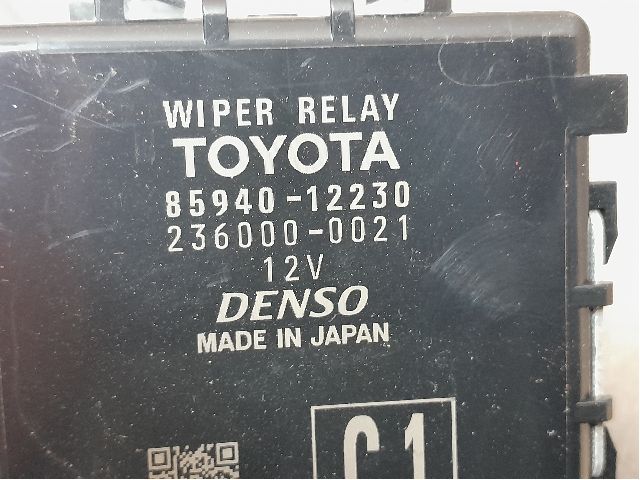 WIPER RELAY
TOYOTA
85940-12230
236000-0021
12V
DENSO
MADE IN JAPAN
C1